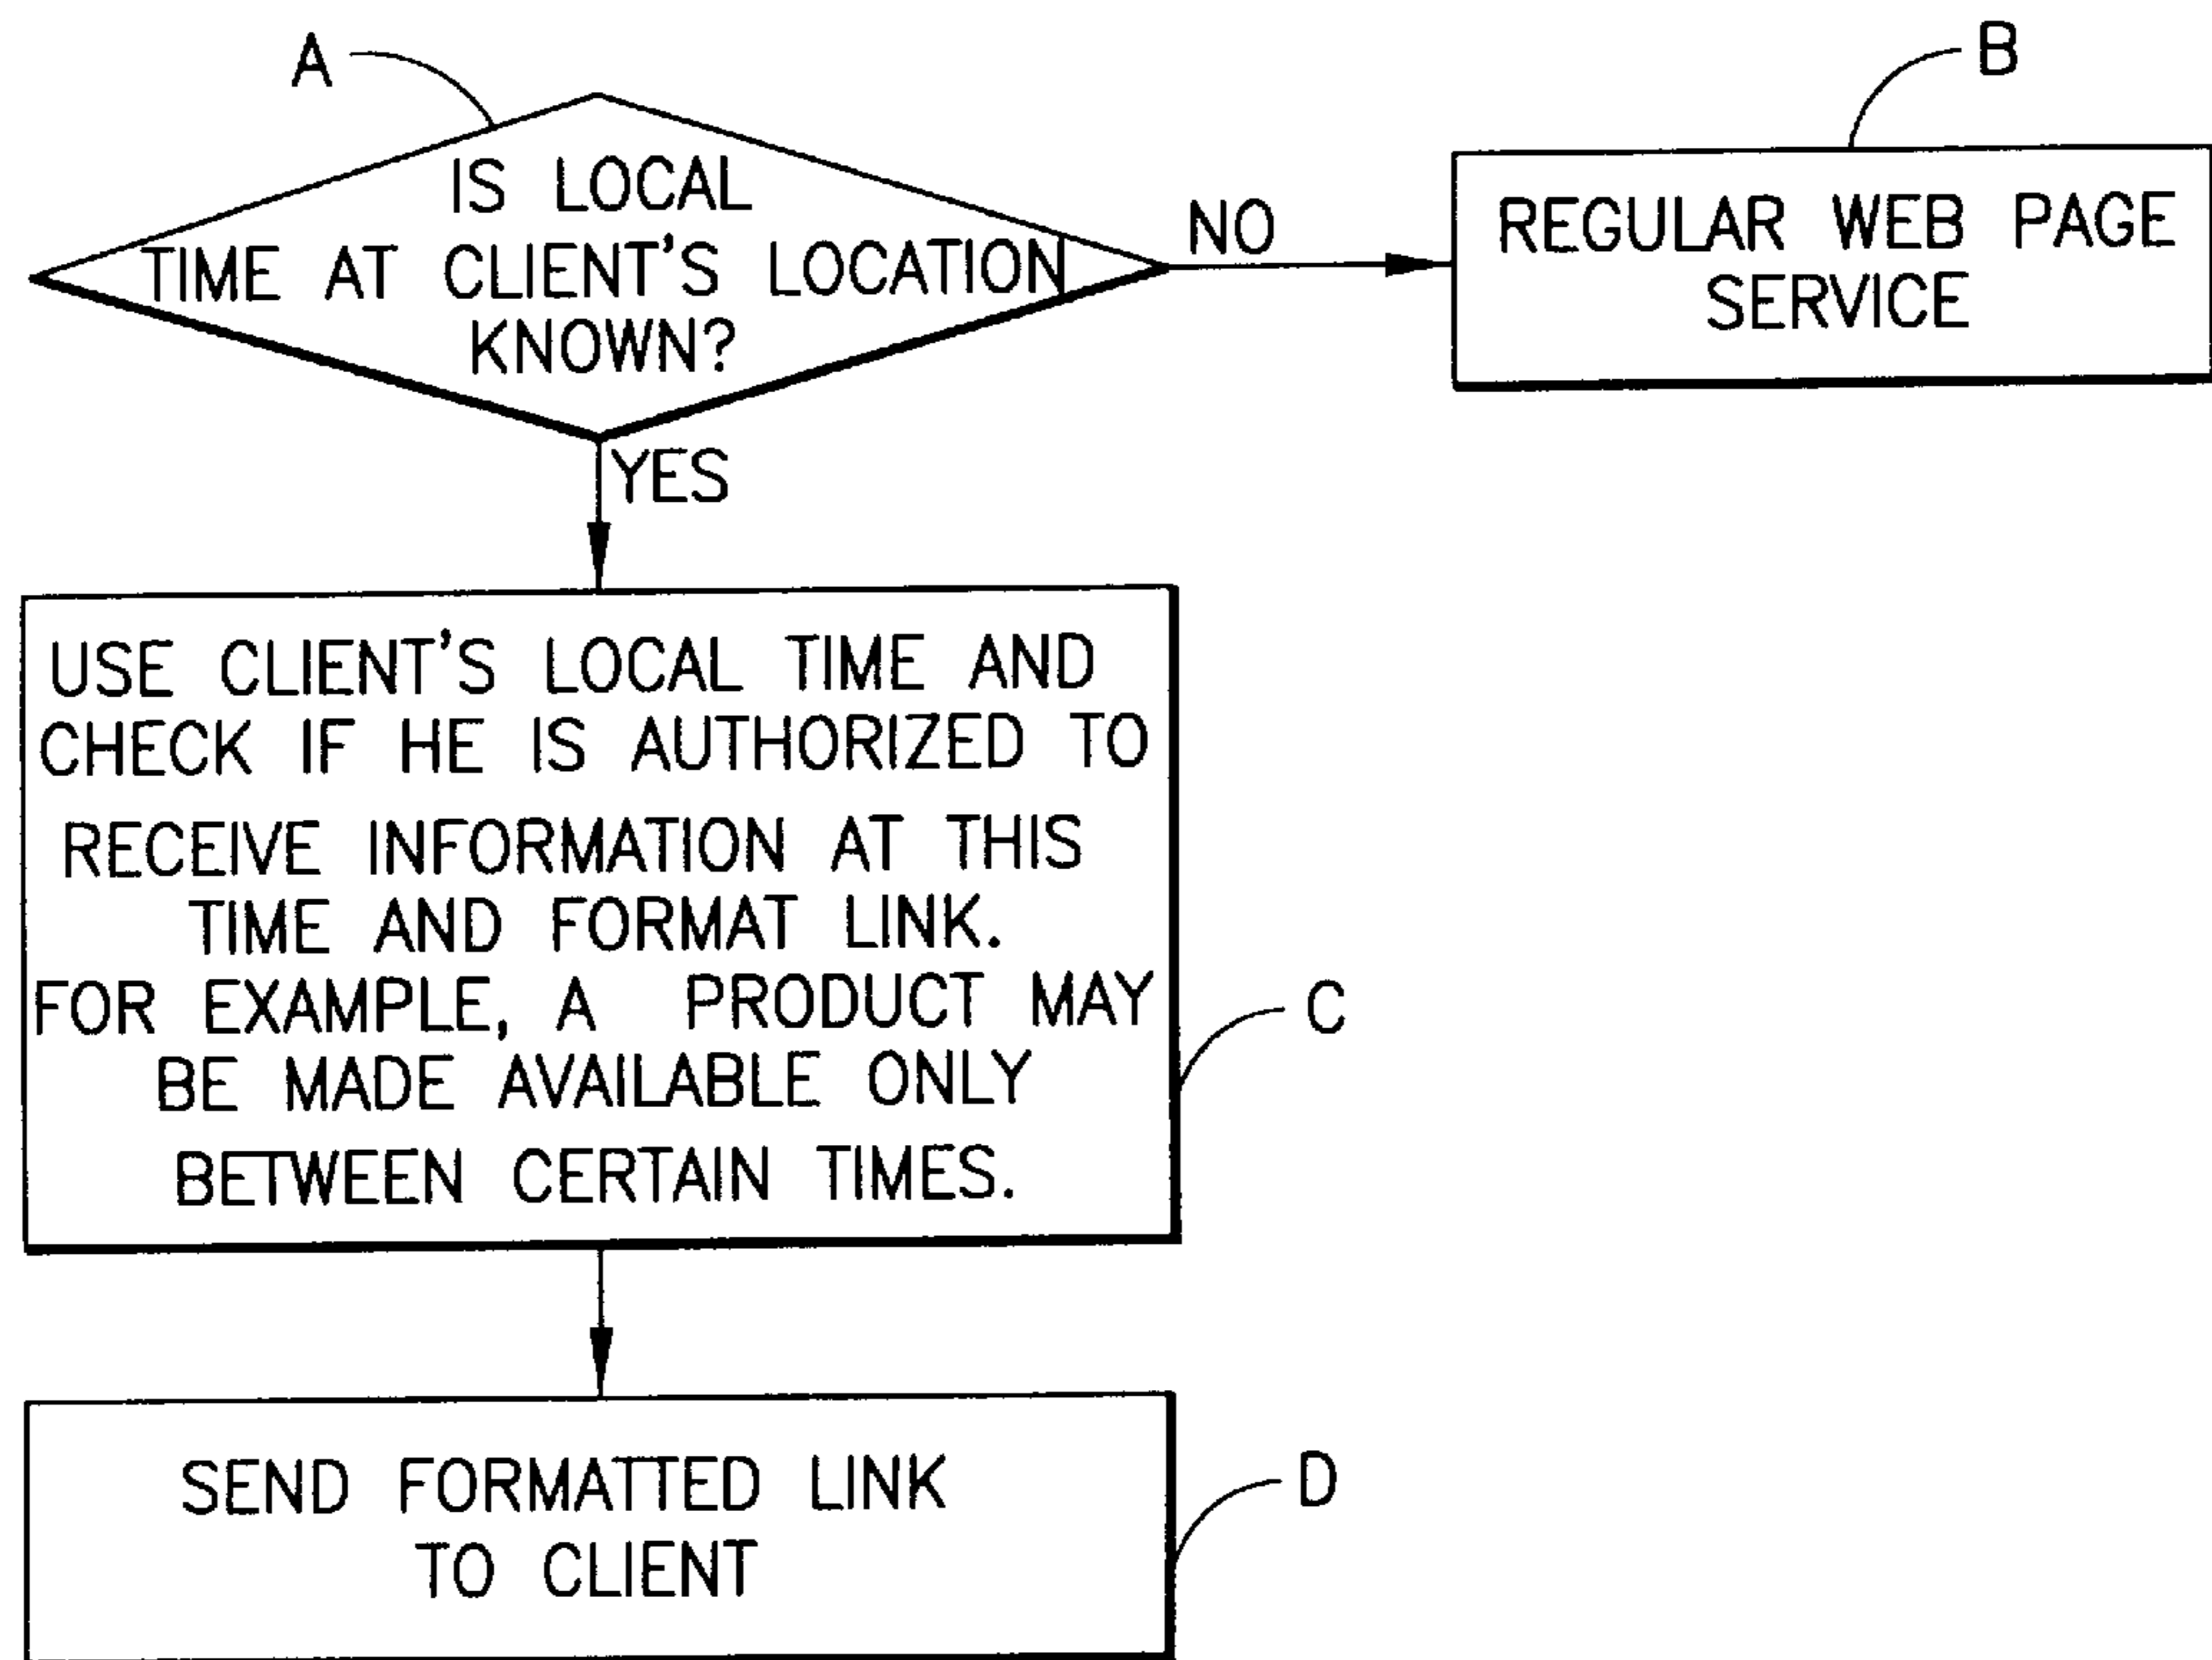 A
B
IS LOCAL
TIME AT CLIENT'S LOCATION
KNOWN?
NO
REGULAR WEB PAGE
SERVICE
YES
USE CLIENT'S LOCAL TIME AND
CHECK IF HE IS AUTHORIZED TO
RECEIVE INFORMATION AT THIS
TIME AND FORMAT LINK.
FOR EXAMPLE, A PRODUCT MAY
BE MADE AVAILABLE ONLY
BETWEEN CERTAIN TIMES.
C
SEND FORMATTED LINK
TO CLIENT
D